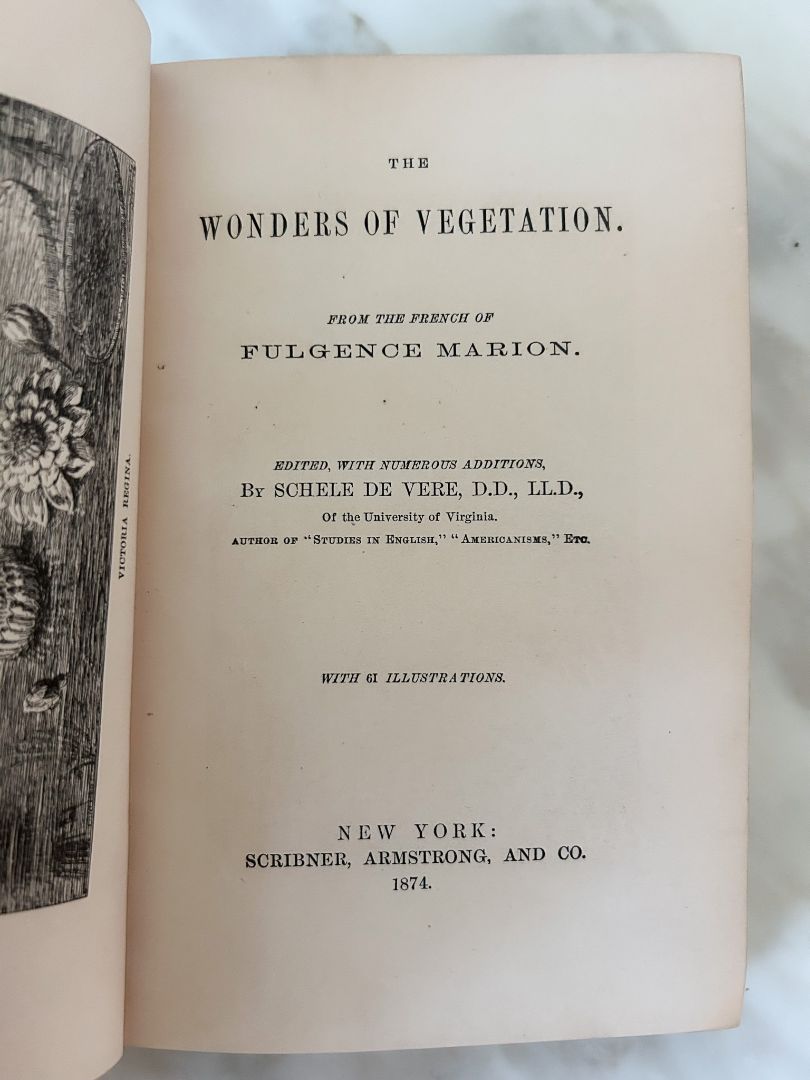 VICTORIA REGINA.
THE
WONDERS OF VEGETATION.
FROM THE FRENCH OF
FULGENCE MARION.
EDITED, WITH NUMEROUS ADDITIONS,
BY SCHELE DE VERE, D.D., LL.D.,
Of the University of Virginia.
AUTHOR OF "STUDIES IN ENGLISH," "AMERICANISMS," ETC.
WITH 61 ILLUSTRATIONS.
NEW YORK:
SCRIBNER, ARMSTRONG, AND CO.
1874.